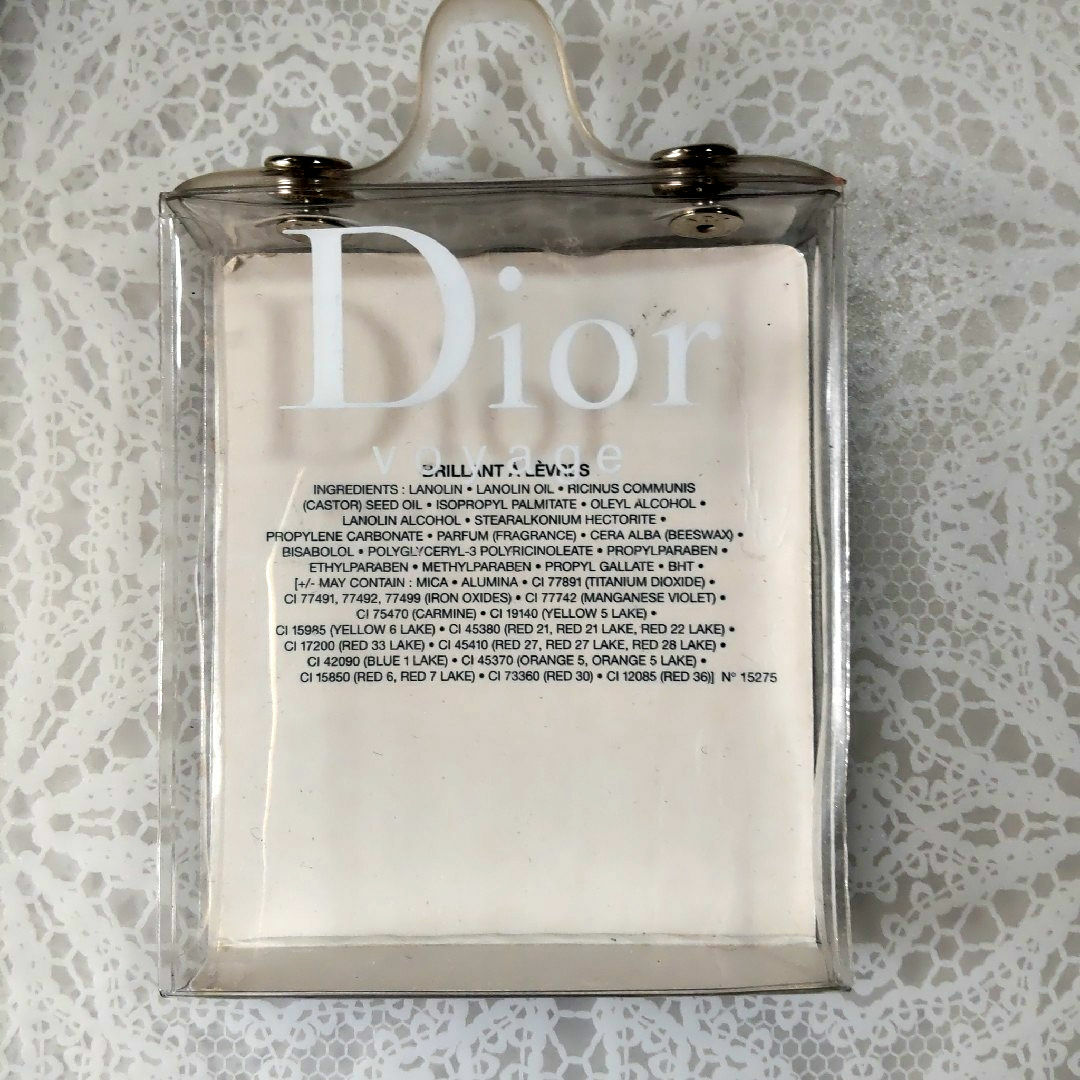 Dior
voyage
BRILLANT À LÈVRES
INGREDIENTS : LANOLIN • LANOLIN OIL • RICINUS COMMUNIS
(CASTOR) SEED OIL • ISOPROPYL PALMITATE • OLEYL ALCOHOL •
LANOLIN ALCOHOL • STEARALKONIUM HECTORITE •
PROPYLENE CARBONATE • PARFUM (FRAGRANCE) • CERA ALBA (BEESWAX) •
BISABOLOL • POLYGLYCERYL-3 POLYRICINOLEATE • PROPYLPARABEN •
ETHYLPARABEN • METHYLPARABEN • PROPYL GALLATE • BHT •
[+/- MAY CONTAIN : MICA • ALUMINA • CI 77891 (TITANIUM DIOXIDE) •
CI 77491, 77492, 77499 (IRON OXIDES) • CI 77742 (MANGANESE VIOLET) •
CI 75470 (CARMINE) • CI 19140 (YELLOW 5 LAKE) •
CI 15985 (YELLOW 6 LAKE) • CI 45380 (RED 21, RED 21 LAKE, RED 22 LAKE) •
CI 17200 (RED 33 LAKE) • CI 45410 (RED 27, RED 27 LAKE, RED 28 LAKE) •
CI 42090 (BLUE 1 LAKE) • CI 45370 (ORANGE 5, ORANGE 5 LAKE) •
CI 15850 (RED 6, RED 7 LAKE) • CI 73360 (RED 30) • CI 12085 (RED 36)] N° 15275